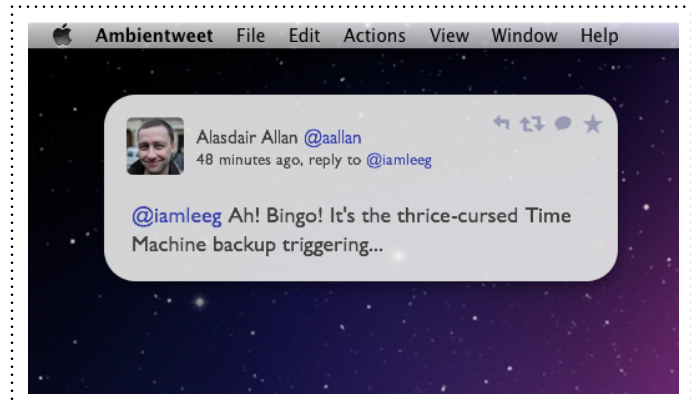 Ambientweet File Edit Actions View Window Help
Alasdair Allan @aallan
48 minutes ago, reply to @iamleeg
@iamleeg Ah! Bingo! It's the thrice-cursed Time
Machine backup triggering...